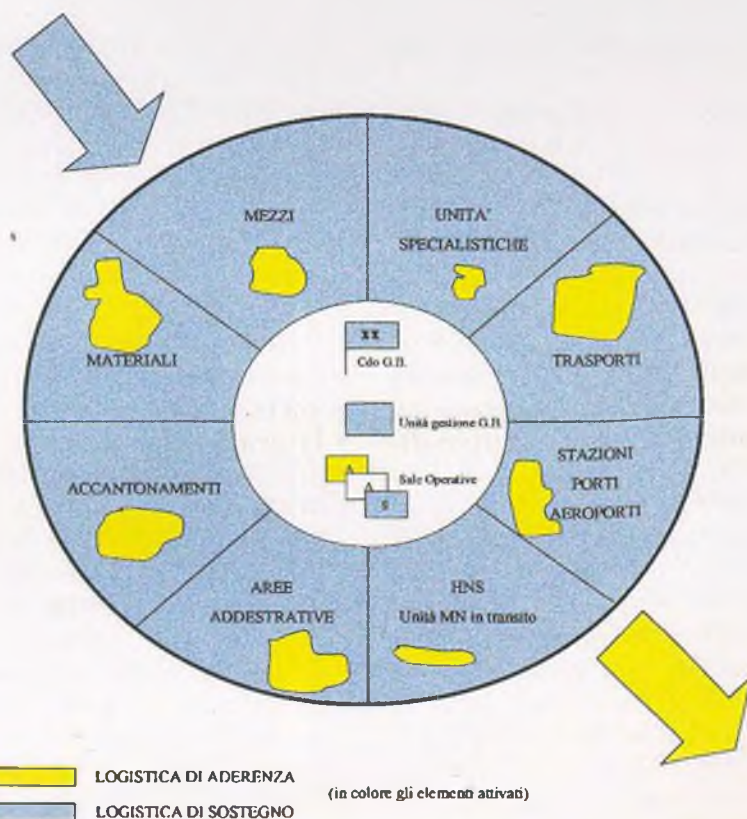 MEZZI
UNITA'
SPECIALISTICHE
MATERIALI
XX
Cdo G.B.
TRASPORTI
Unità gestione G.B.
ACCANTONAMENTI
A
A
S
Sale Operative
STAZIONI
PORTI
AEROPORTI
AREE
ADDESTRATIVE
HNS
Unità MN in transito
LOGISTICA DI ADERENZA
(in colore gli elementi attivati)
LOGISTICA DI SOSTEGNO